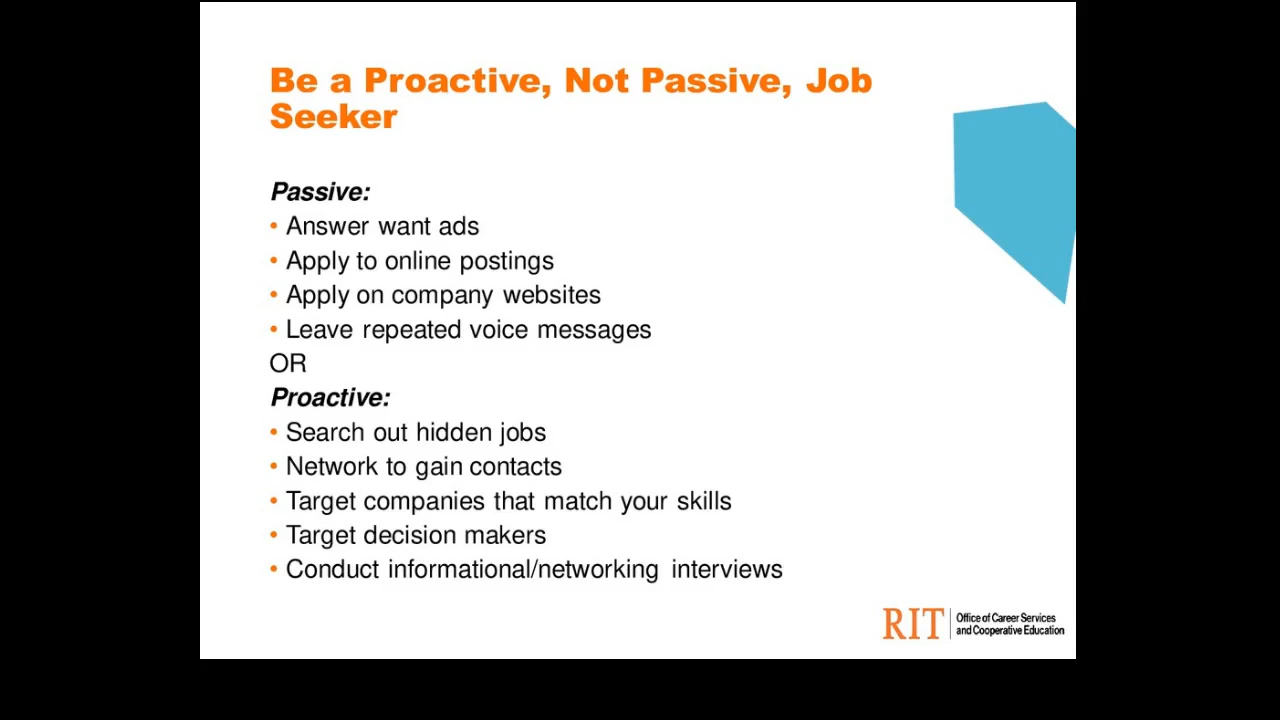 Be a Proactive, Not Passive, Job
Seeker
Passive:
• Answer want ads
• Apply to online postings
• Apply on company websites
• Leave repeated voice messages
OR
Proactive:
• Search out hidden jobs
• Network to gain contacts
• Target companies that match your skills
• Target decision makers
• Conduct informational/networking interviews
RIT
Office of Career Services
and Cooperative Education